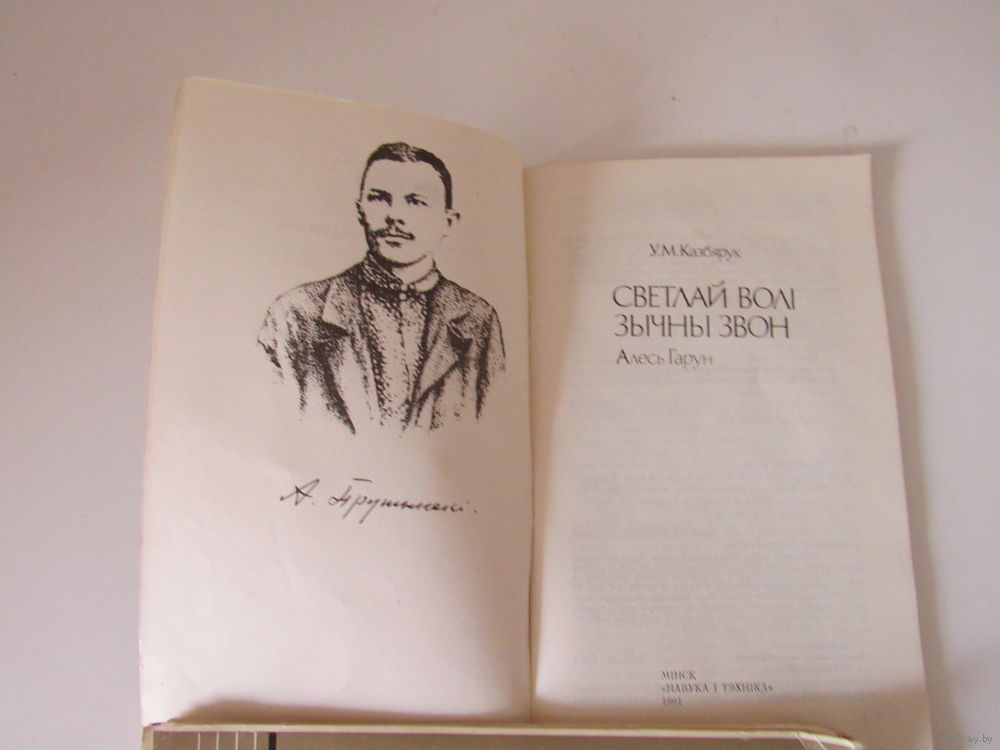 А. Прушынскі.
У.М.Казбярук
СВЕТЛАЙ ВОЛІ
ЗЫЧНЫ ЗВОН
Алесь Гарун
МІНСК
«НАВУКА І ТЭХНІКА»
1991